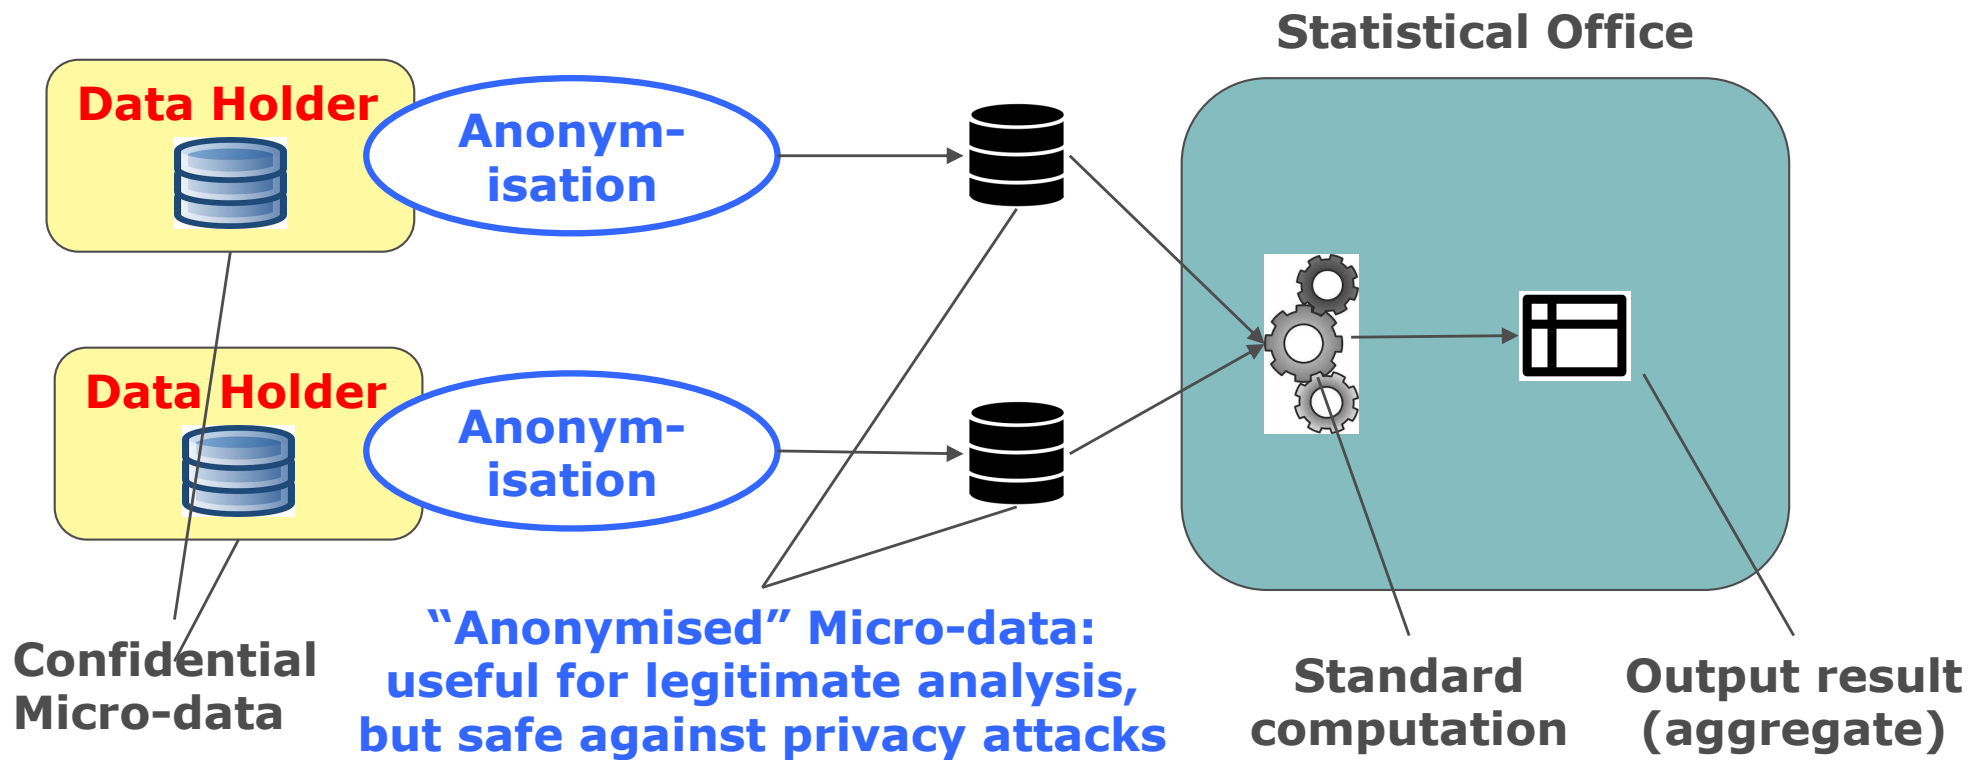 Statistical Office
Data Holder
Anonym-
isation
Data Holder
Anonym-
isation
Confidential
Micro-data
“Anonymised” Micro-data:
useful for legitimate analysis,
but safe against privacy attacks
Standard
computation
Output result
(aggregate)